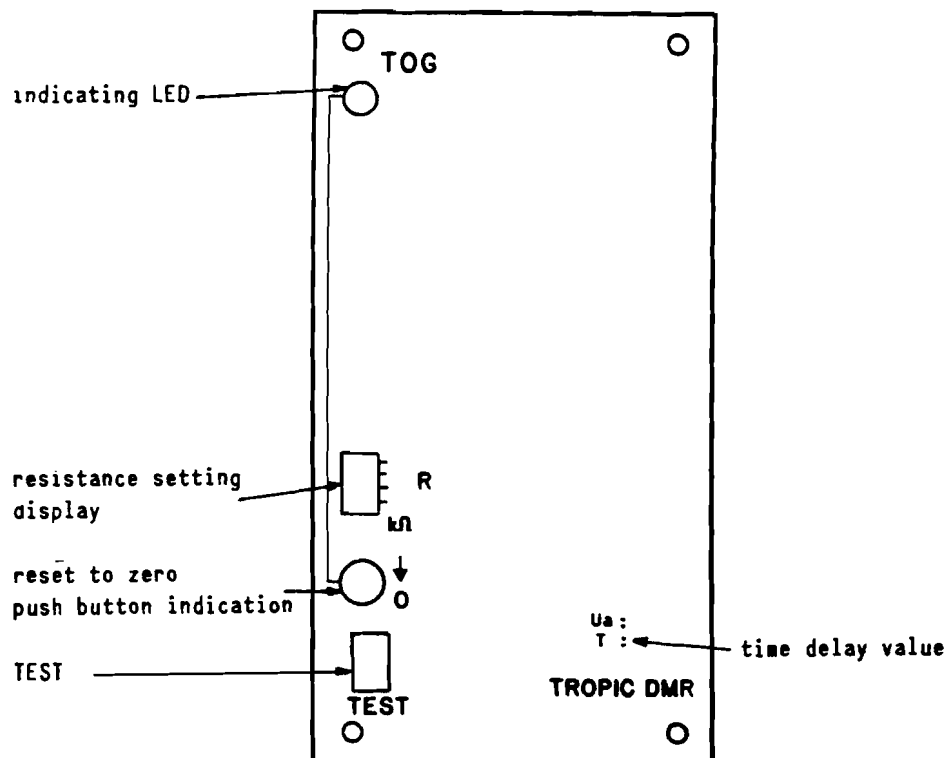 TOG
indicating LED
resistance setting
display
R
kΩ
reset to zero
push button indication
O
Ua :
T :
time delay value
TEST
TEST
TROPIC DMR